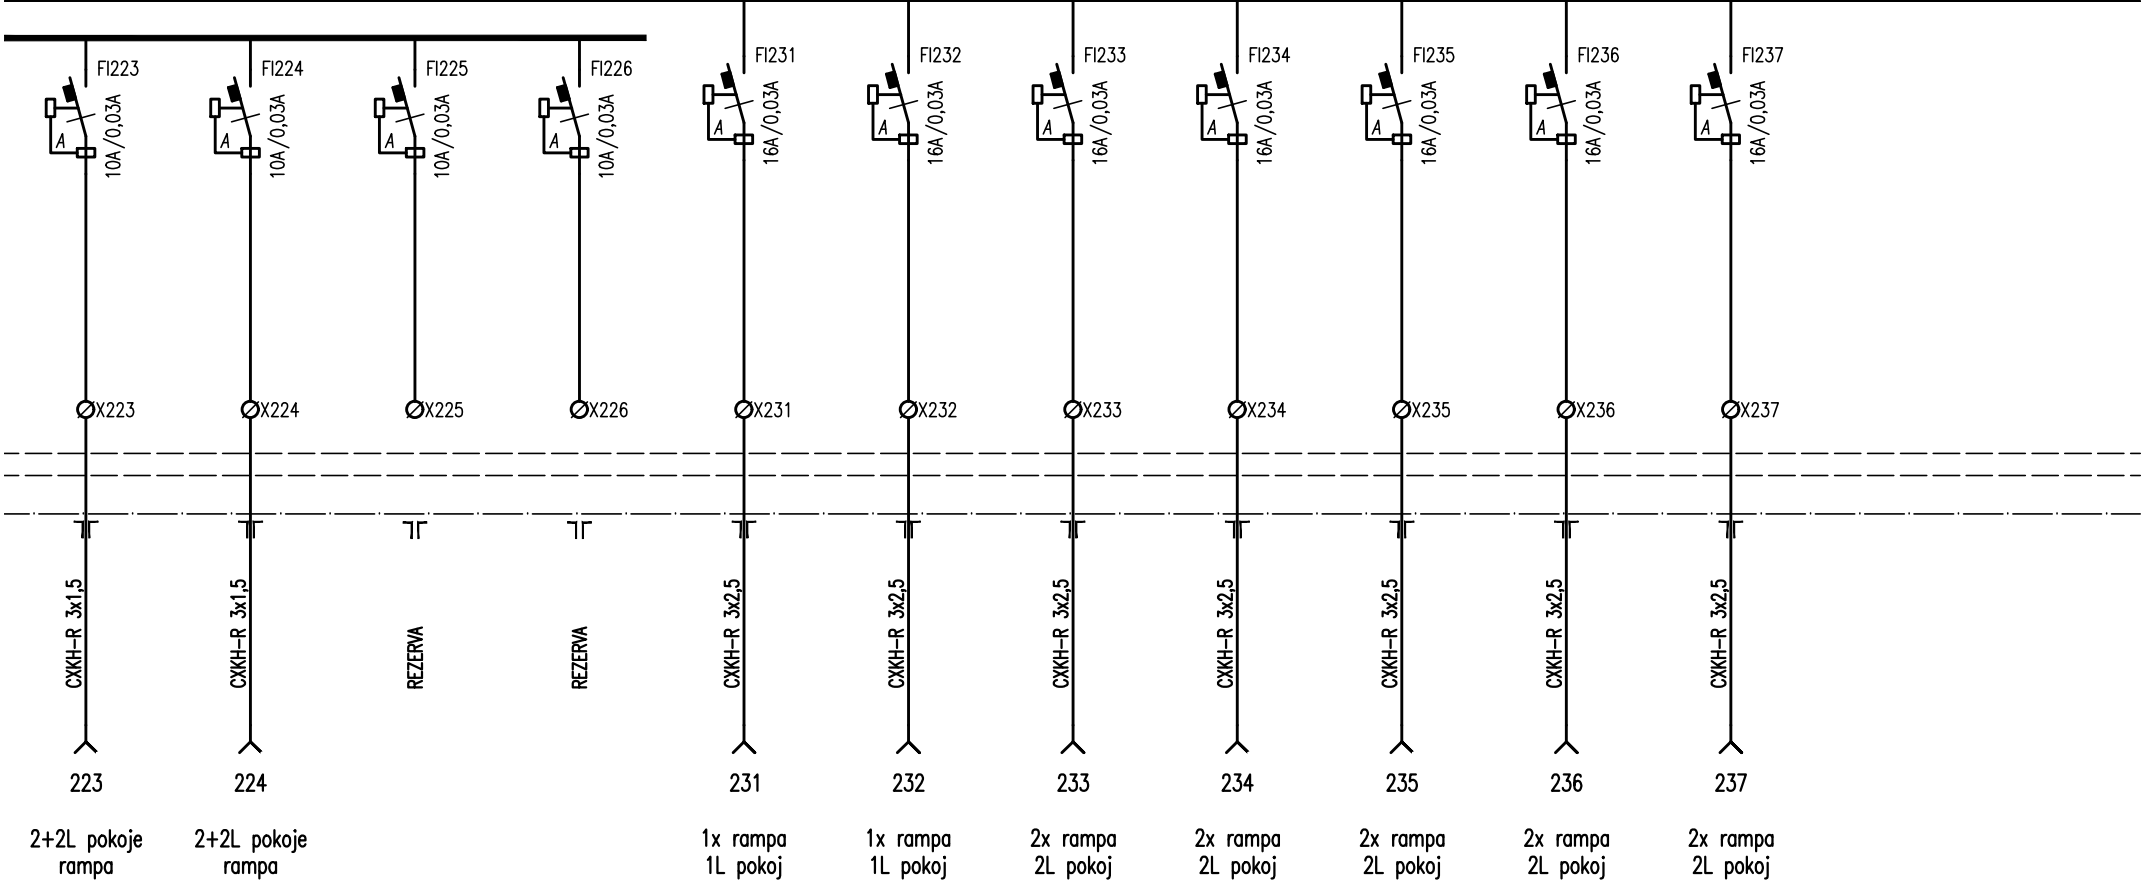 FI223
FI224
FI225
FI226
FI231
FI232
FI233
FI234
FI235
FI236
FI237
10A/0,03A
10A/0,03A
10A/0,03A
10A/0,03A
16A/0,03A
16A/0,03A
16A/0,03A
16A/0,03A
16A/0,03A
16A/0,03A
16A/0,03A
A
A
A
A
A
A
A
A
A
A
A
X223
X224
X225
X226
X231
X232
X233
X234
X235
X236
X237
CXKH-R 3x1,5
CXKH-R 3x1,5
REZERVA
REZERVA
CXKH-R 3x2,5
CXKH-R 3x2,5
CXKH-R 3x2,5
CXKH-R 3x2,5
CXKH-R 3x2,5
CXKH-R 3x2,5
CXKH-R 3x2,5
223
224
231
232
233
234
235
236
237
2+2L pokoje
rampa
2+2L pokoje
rampa
1x rampa
1L pokoj
1x rampa
1L pokoj
2x rampa
2L pokoj
2x rampa
2L pokoj
2x rampa
2L pokoj
2x rampa
2L pokoj
2x rampa
2L pokoj